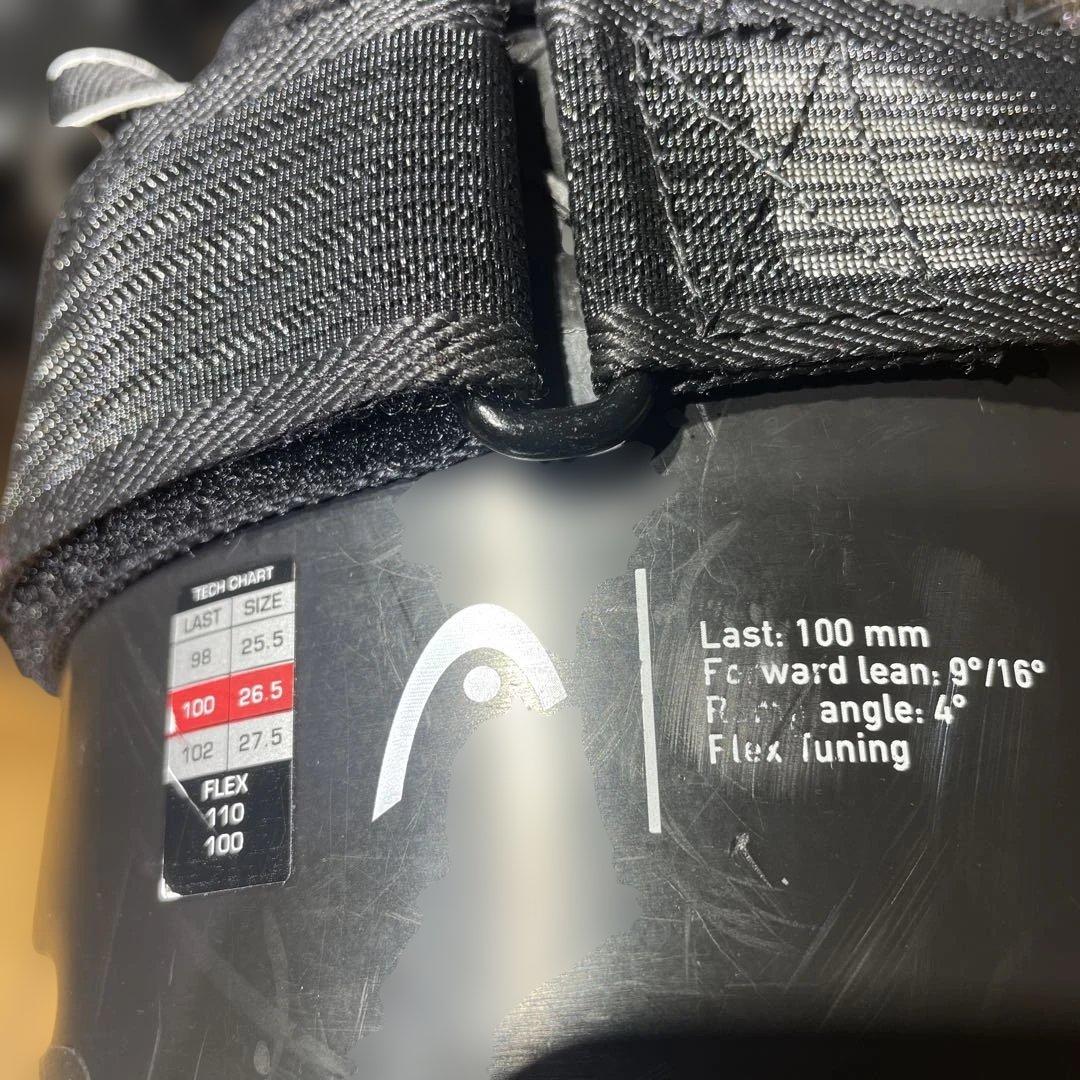 TECH CHART
LAST SIZE
98 25.5
100 26.5
102 27.5
FLEX
110
100
Last: 100 mm
Forward lean: 9°/16°
angle: 4°
Flex Tuning